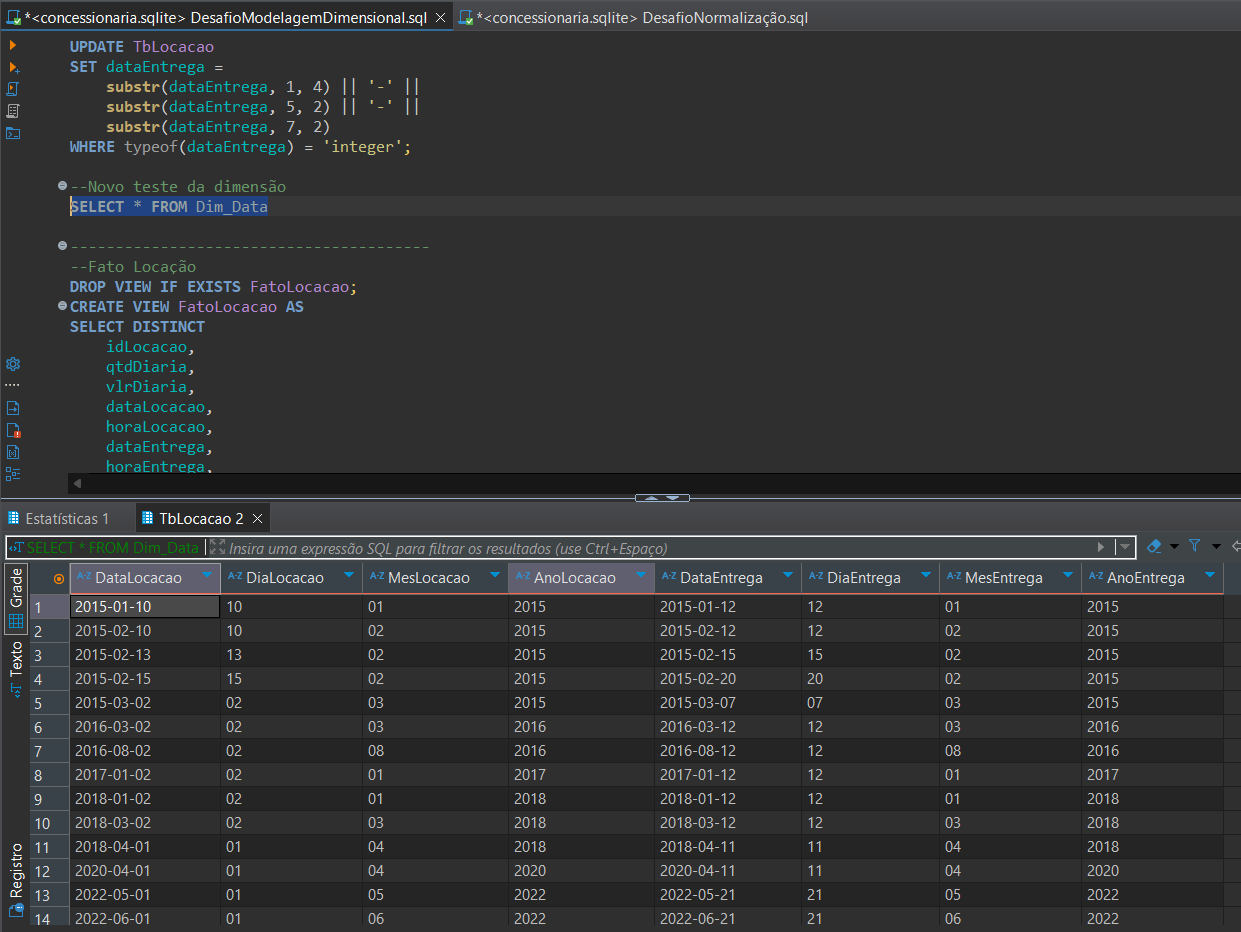 *<concessionaria.sqlite> DesafioModelagemDimensional.sql *<concessionaria.sqlite> DesafioNormalização.sql
UPDATE TbLocacao
SET dataEntrega =
substr(dataEntrega, 1, 4) || '-' ||
substr(dataEntrega, 5, 2) || '-' ||
substr(dataEntrega, 7, 2)
WHERE typeof(dataEntrega) = 'integer';
--Novo teste da dimensão
SELECT * FROM Dim_Data
----------------------------------------
--Fato Locação
DROP VIEW IF EXISTS FatoLocacao;
CREATE VIEW FatoLocacao AS
SELECT DISTINCT
idLocacao,
qtdDiaria,
vlrDiaria,
dataLocacao,
horaLocacao,
dataEntrega,
horaEntrega,
Estatísticas 1 TbLocacao 2
SELECT * FROM Dim_Data Insira uma expressão SQL para filtrar os resultados (use Ctrl+Espaço)
Grade
Texto
Registro
A-Z DataLocacao A-Z DiaLocacao A-Z MesLocacao A-Z AnoLocacao A-Z DataEntrega A-Z DiaEntrega A-Z MesEntrega A-Z AnoEntrega
1 2015-01-10 10 01 2015 2015-01-12 12 01 2015
2 2015-02-10 10 02 2015 2015-02-12 12 02 2015
3 2015-02-13 13 02 2015 2015-02-15 15 02 2015
4 2015-02-15 15 02 2015 2015-02-20 20 02 2015
5 2015-03-02 02 03 2015 2015-03-07 07 03 2015
6 2016-03-02 02 03 2016 2016-03-12 12 03 2016
7 2016-08-02 02 08 2016 2016-08-12 12 08 2016
8 2017-01-02 02 01 2017 2017-01-12 12 01 2017
9 2018-01-02 02 01 2018 2018-01-12 12 01 2018
10 2018-03-02 02 03 2018 2018-03-12 12 03 2018
11 2018-04-01 01 04 2018 2018-04-11 11 04 2018
12 2020-04-01 01 04 2020 2020-04-11 11 04 2020
13 2022-05-01 01 05 2022 2022-05-21 21 05 2022
14 2022-06-01 01 06 2022 2022-06-21 21 06 2022